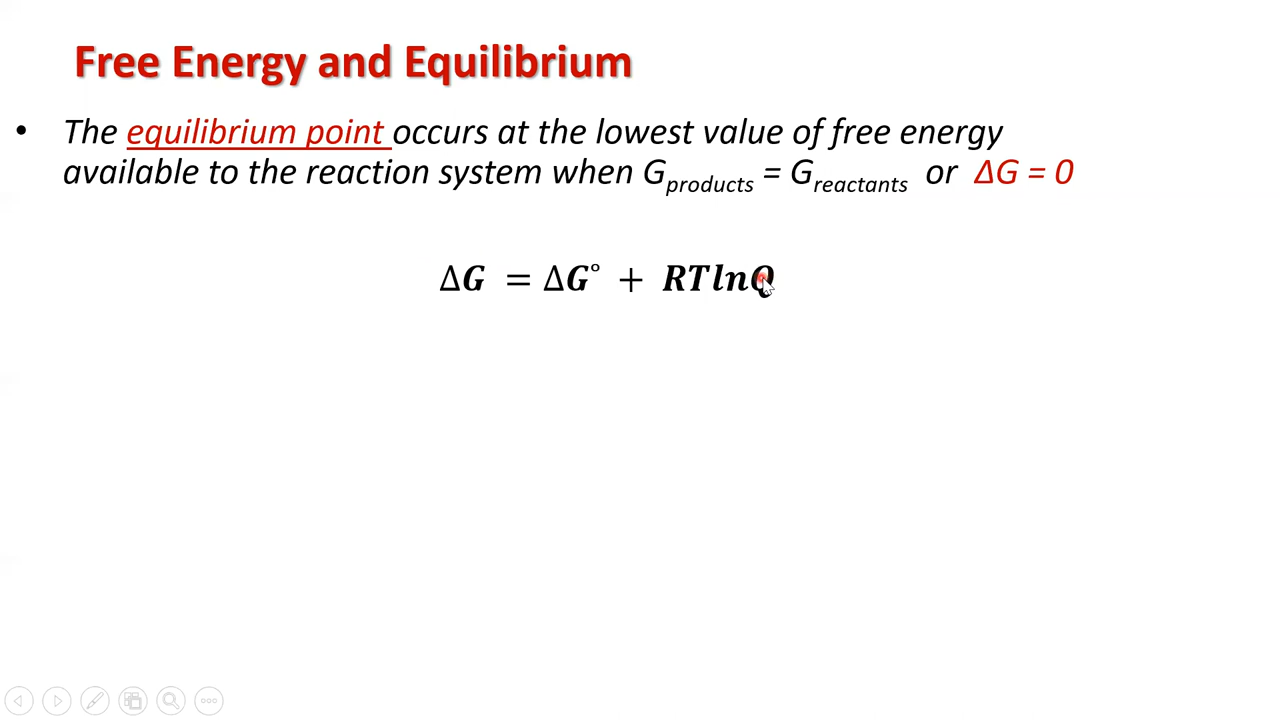 Free Energy and Equilibrium
• The equilibrium point occurs at the lowest value of free energy
available to the reaction system when Gproducts = Greactants or ΔG = 0
ΔG = ΔG° + RTlnQ